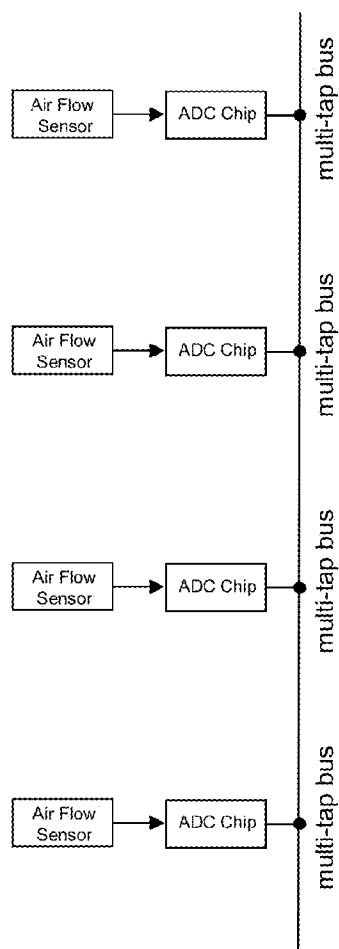 Air Flow
Sensor
ADC Chip
multi-tap bus
Air Flow
Sensor
ADC Chip
multi-tap bus
Air Flow
Sensor
ADC Chip
multi-tap bus
Air Flow
Sensor
ADC Chip
multi-tap bus